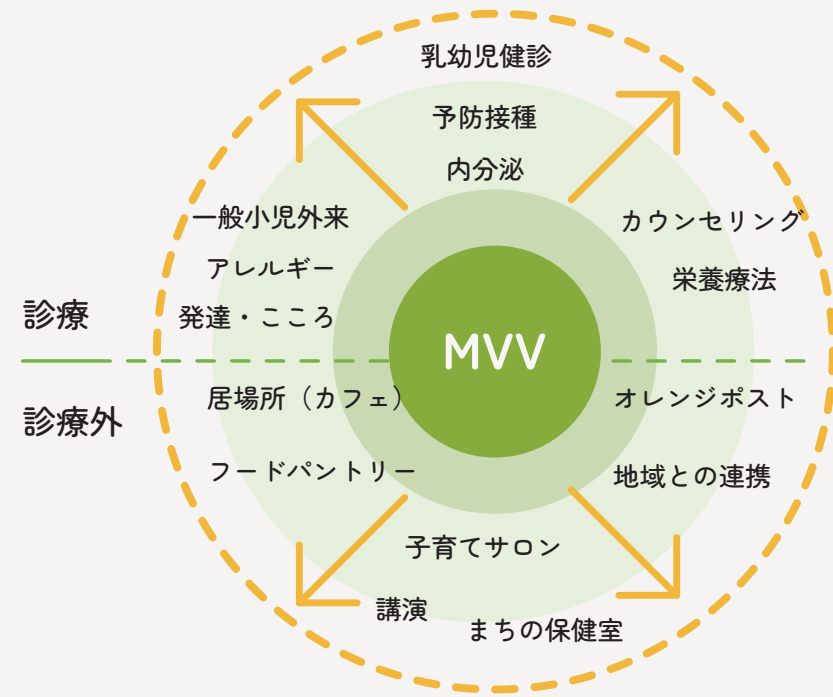 乳幼児健診
予防接種
内分泌
一般小児外来
カウンセリング
アレルギー
栄養療法
発達・こころ
診療
MVV
診療外
居場所（カフェ）
オレンジポスト
フードパントリー
地域との連携
子育てサロン
講演
まちの保健室